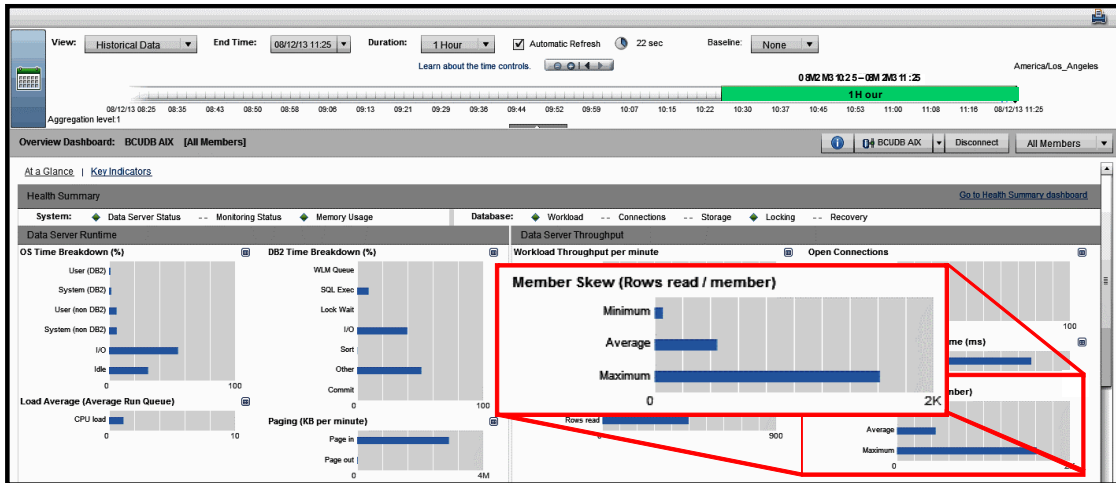 View: Historical Data End Time: 08/12/13 11:25 Duration: 1 Hour Automatic Refresh 22 sec Baseline: None
Learn about the time controls.
08M2 M3 10:25–08M 2M3 11:25 America/Los_Angeles
1H our
08/12/13 08:25 08:35 08:43 08:50 08:58 09:06 09:13 09:21 09:29 09:36 09:44 09:52 09:59 10:07 10:15 10:22 10:30 10:37 10:45 10:53 11:00 11:08 11:16 08/12/13 11:25
Aggregation level:1
Overview Dashboard: BCUDB AIX [All Members] BCUDB AIX Disconnect All Members
At a Glance | Key Indicators
Health Summary Go to Health Summary dashboard
System: Data Server Status -- Monitoring Status Memory Usage Database: Workload -- Connections -- Storage Locking -- Recovery
Data Server Runtime Data Server Throughput
OS Time Breakdown (%)
User (DB2)
System (DB2)
User (non DB2)
System (non DB2)
I/O
Idle
0 100
Load Average (Average Run Queue)
CPU load
0 10
DB2 Time Breakdown (%)
WLM Queue
SQL Exec
Lock Wait
I/O
Sort
Other
Commit
0 100
Paging (KB per minute)
Page in
Page out
0 4M
Workload Throughput per minute
Rows read
900
Open Connections
100
me (ms)
Member Skew (Rows read / member)
Minimum
Average
Maximum
0 2K
mber)
Average
Maximum
0